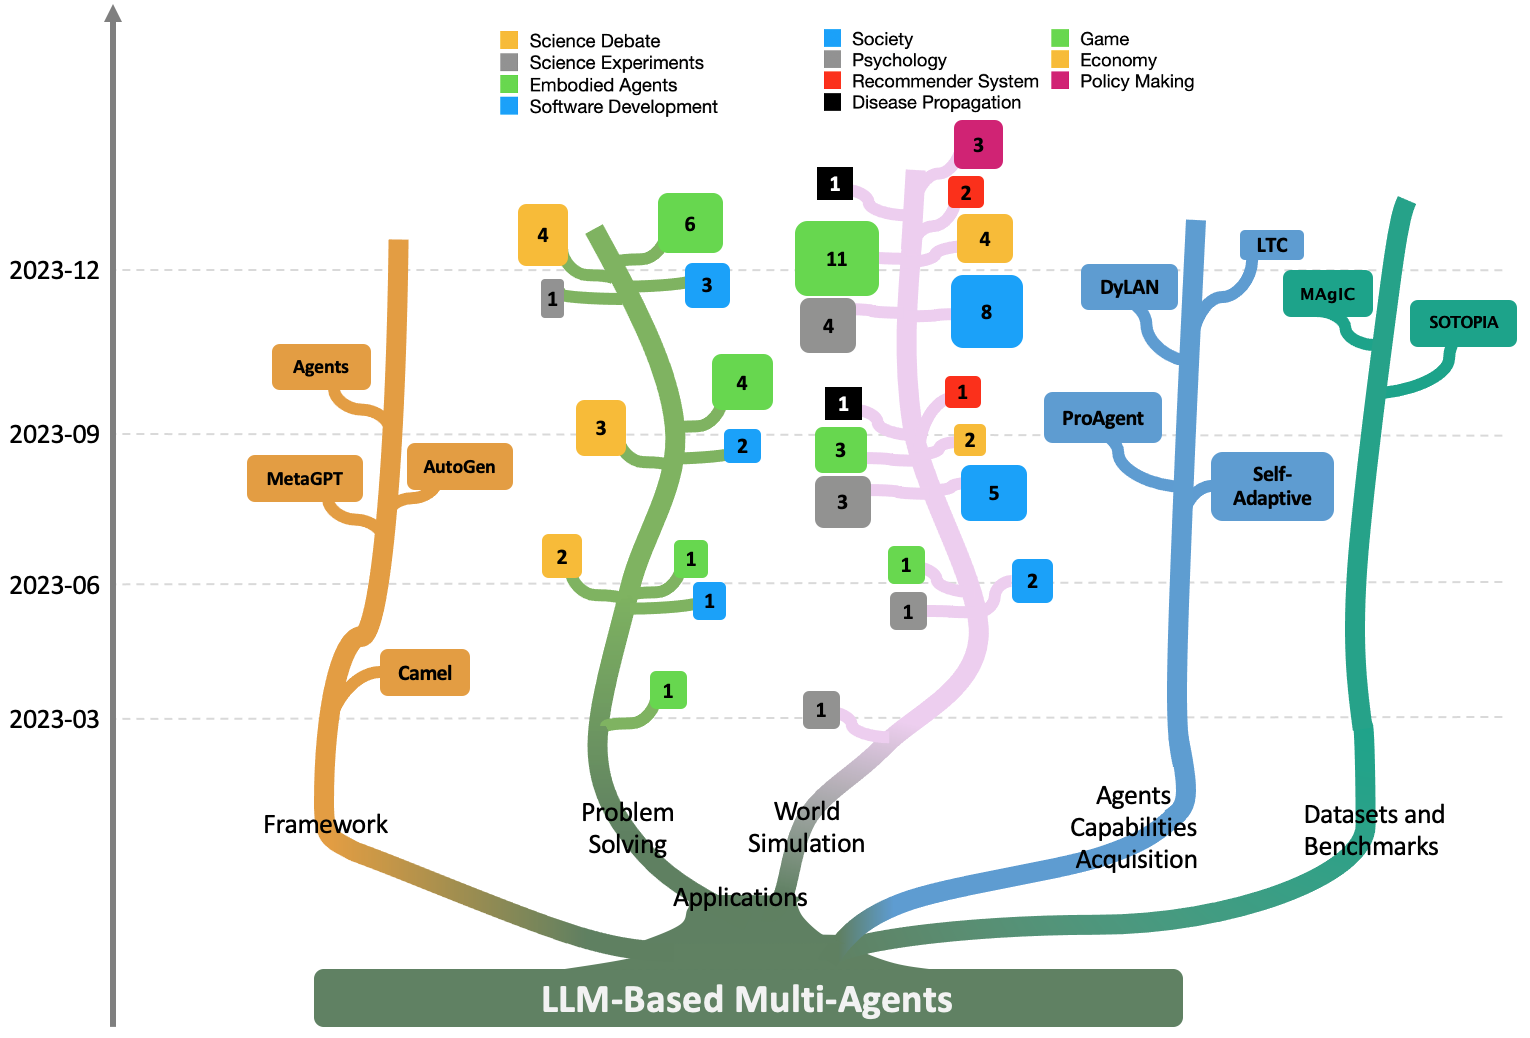 Science Debate
Science Experiments
Embodied Agents
Software Development
Society
Psychology
Recommender System
Disease Propagation
Game
Economy
Policy Making
2023-12
2023-09
2023-06
2023-03
Agents
MetaGPT
AutoGen
Camel
Framework
4
6
1
3
4
3
2
2
1
1
1
Problem
Solving
3
1
2
11
4
4
8
1
1
3
2
3
5
1
2
1
1
World
Simulation
Applications
LTC
DyLAN
ProAgent
Self-
Adaptive
Agents
Capabilities
Acquisition
MAgIC
SOTOPIA
Datasets and
Benchmarks
LLM-Based Multi-Agents